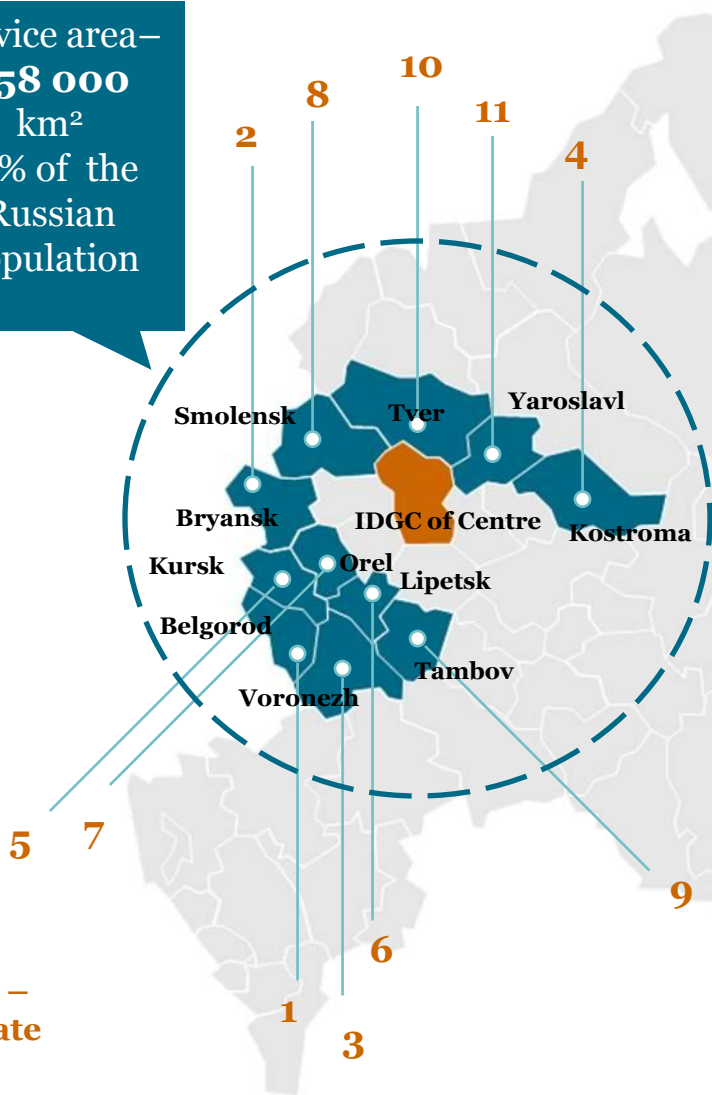 vice area–
58 000
km²
% of the
Russian
opulation
10
8
11
2
4
Yaroslavl
Smolensk
Tver
Bryansk
IDGC of Centre
Kostroma
Kursk
Orel
Lipetsk
Belgorod
Tambov
Voronezh
5
7
9
6
–
1
ate
3